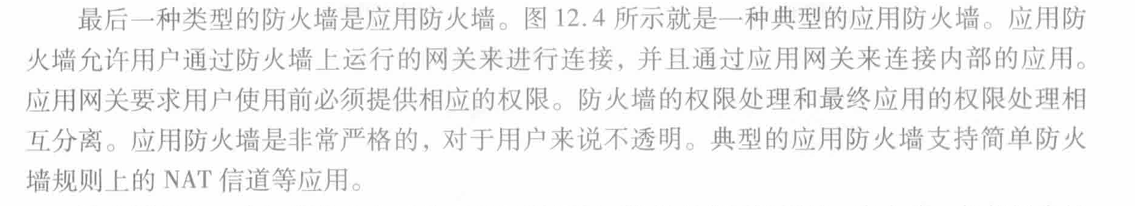 最后一种类型的防火墙是应用防火墙。图 12.4 所示就是一种典型的应用防火墙。应用防
火墙允许用户通过防火墙上运行的网关来进行连接，并且通过应用网关来连接内部的应用。
应用网关要求用户使用前必须提供相应的权限。防火墙的权限处理和最终应用的权限处理相
互分离。应用防火墙是非常严格的，对于用户来说不透明。典型的应用防火墙支持简单防火
墙规则上的 NAT 信道等应用。